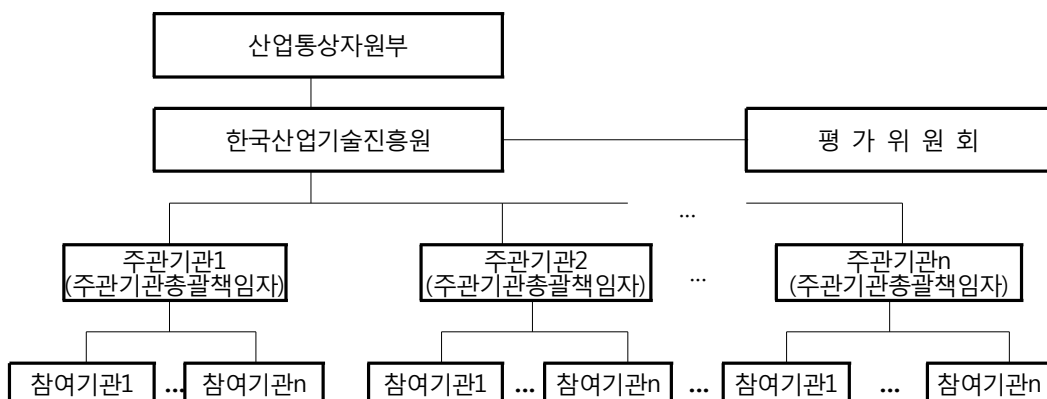 산업통상자원부
한국산업기술진흥원
평 가 위 원 회
...
주관기관1
(주관기관총괄책임자)
주관기관2
(주관기관총괄책임자)
...
주관기관n
(주관기관총괄책임자)
참여기관1 ... 참여기관n
참여기관1 ... 참여기관n ... 참여기관1 ... 참여기관n